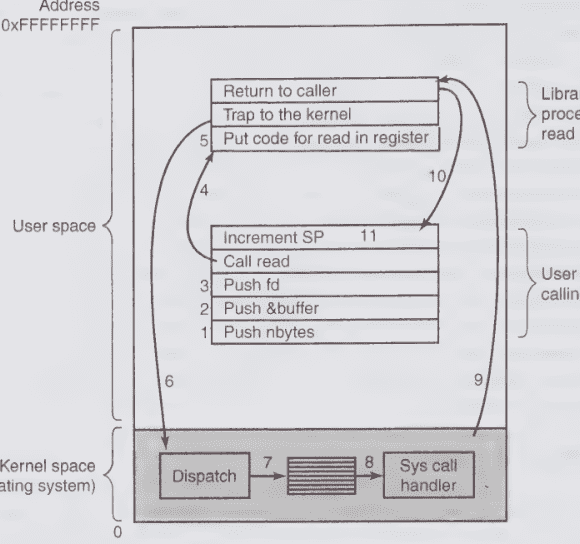 Address
0xFFFFFFFF
Return to caller
Trap to the kernel
5 Put code for read in register
4
10
User space
Increment SP 11
Call read
3 Push fd
2 Push &buffer
1 Push nbytes
read
User
6
9
Kernel space
Dispatch
7
8
Sys call
handler
system)
0